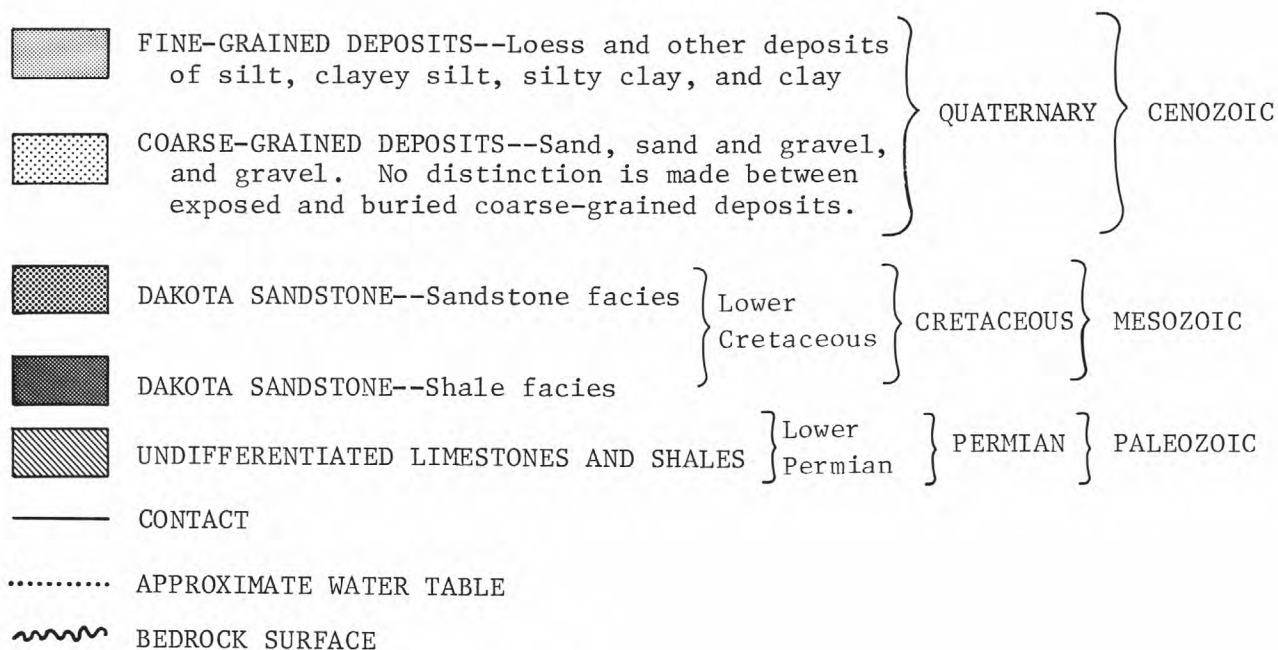 FINE-GRAINED DEPOSITS--Loess and other deposits
of silt, clayey silt, silty clay, and clay
QUATERNARY
CENOZOIC
COARSE-GRAINED DEPOSITS--Sand, sand and gravel,
and gravel. No distinction is made between
exposed and buried coarse-grained deposits.
DAKOTA SANDSTONE--Sandstone facies
Lower
Cretaceous
CRETACEOUS
MESOZOIC
DAKOTA SANDSTONE--Shale facies
UNDIFFERENTIATED LIMESTONES AND SHALES
Lower
Permian
PERMIAN
PALEOZOIC
CONTACT
APPROXIMATE WATER TABLE
BEDROCK SURFACE